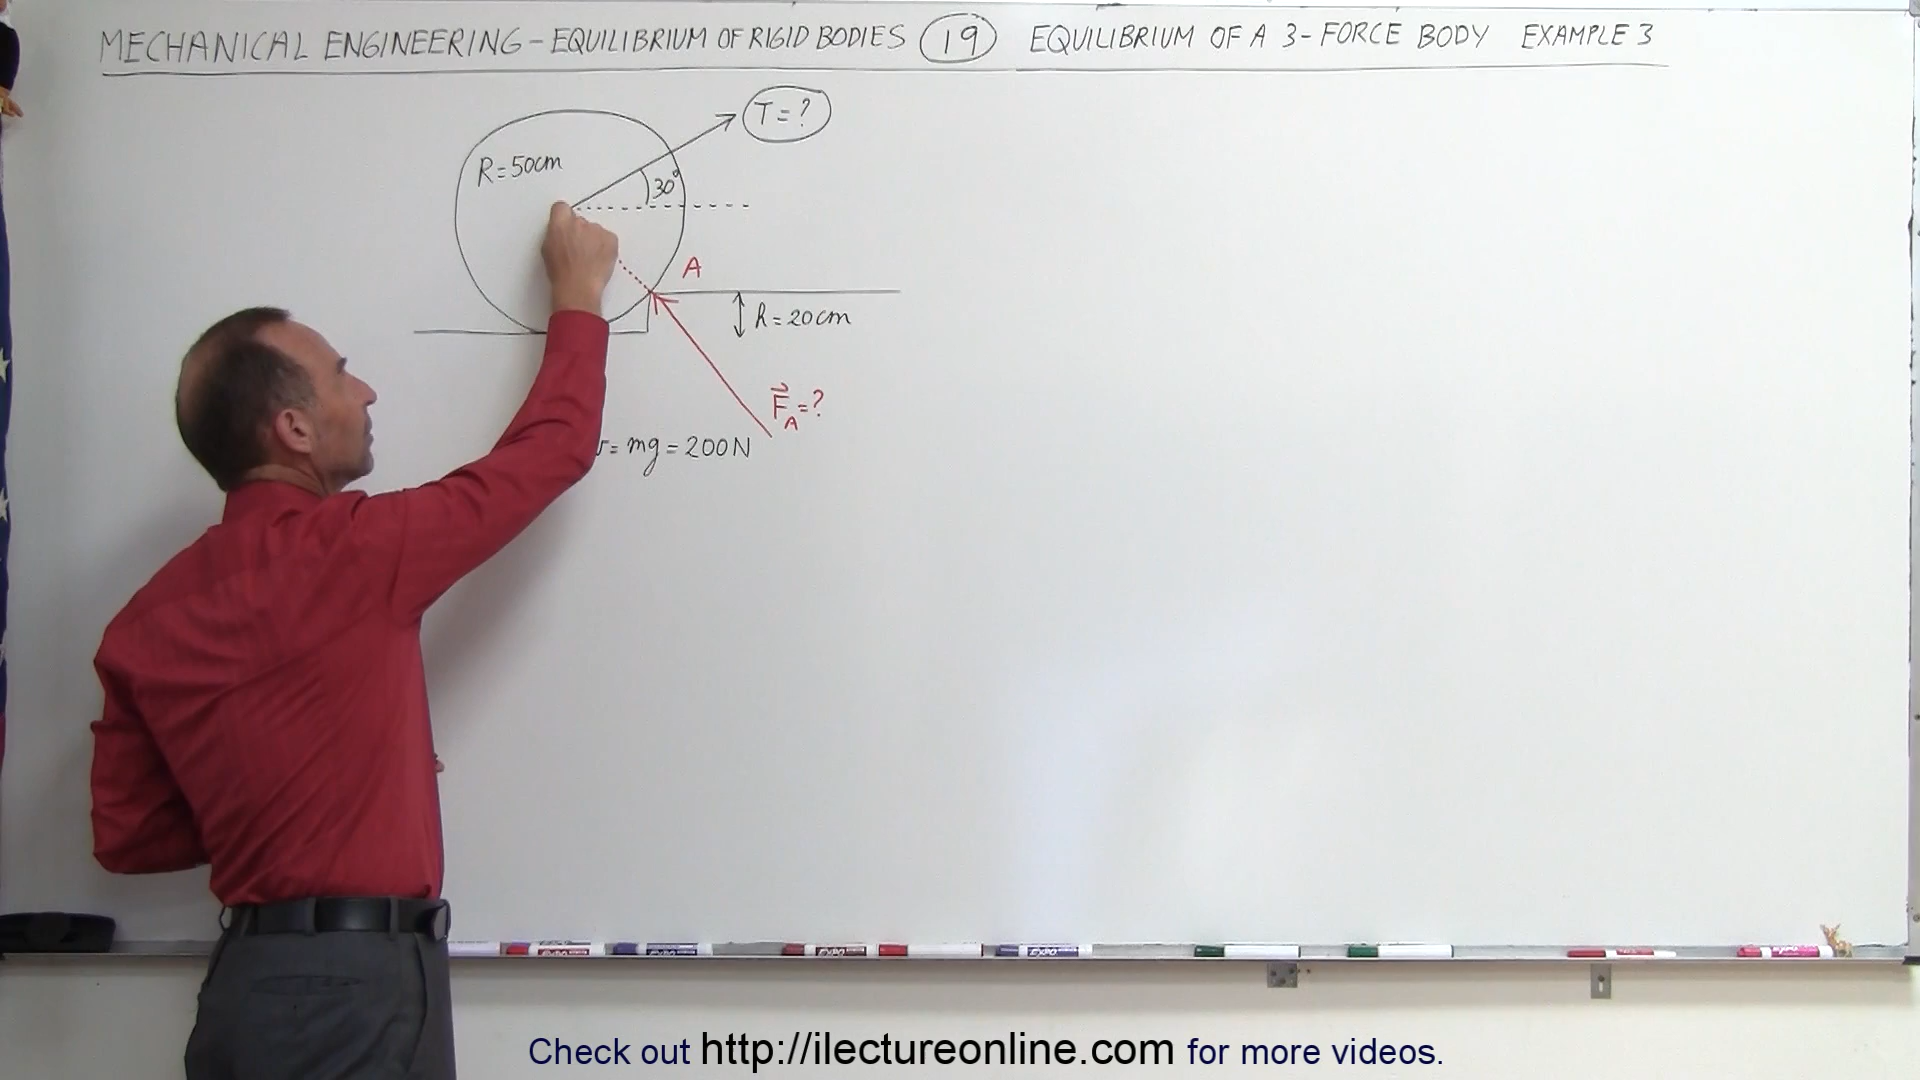 MECHANICAL ENGINEERING - EQUILIBRIUM OF RIGID BODIES 19 EQUILIBRIUM OF A 3-FORCE BODY EXAMPLE 3
T = ?
R = 50cm
30°
A
h = 20cm
F_A = ?
= mg = 200N
Check out http://ilectureonline.com for more videos.